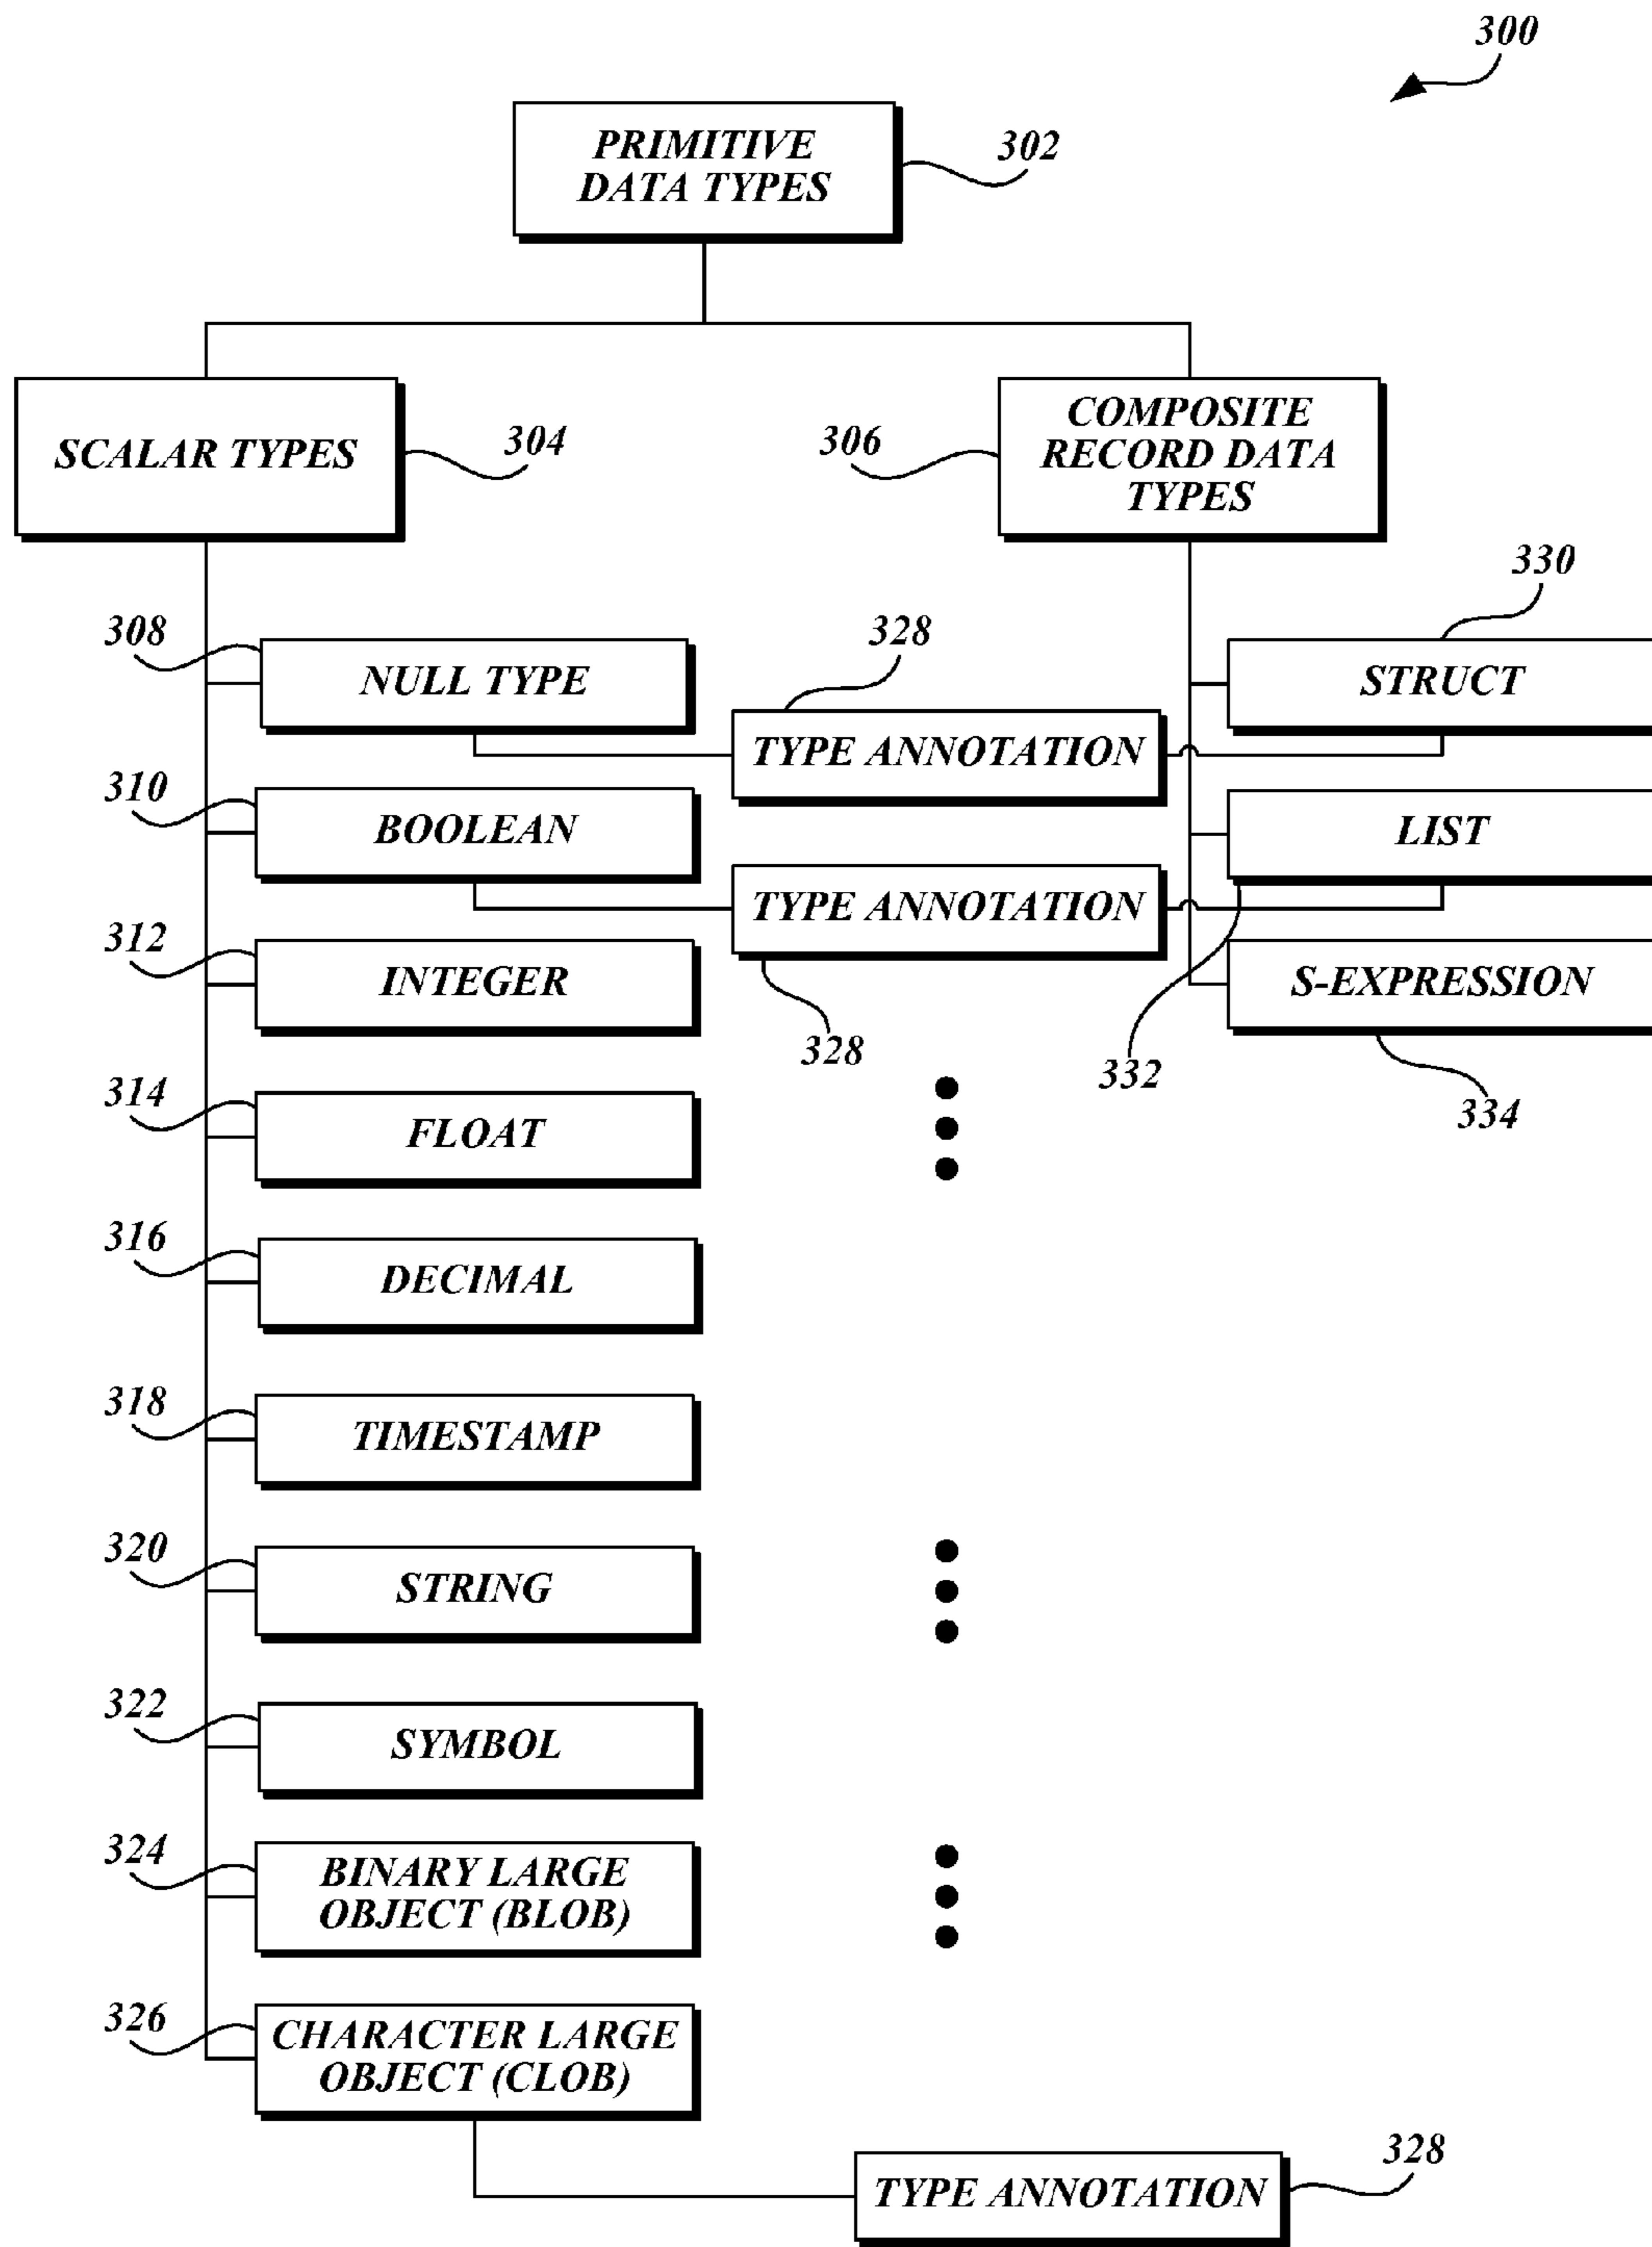 300
PRIMITIVE
DATA TYPES
302
SCALAR TYPES
304
306
COMPOSITE
RECORD DATA
TYPES
330
308
NULL TYPE
328
STRUCT
TYPE ANNOTATION
310
BOOLEAN
LIST
TYPE ANNOTATION
312
INTEGER
S-EXPRESSION
328
332
334
314
FLOAT
316
DECIMAL
318
TIMESTAMP
320
STRING
322
SYMBOL
324
BINARY LARGE
OBJECT (BLOB)
326
CHARACTER LARGE
OBJECT (CLOB)
328
TYPE ANNOTATION